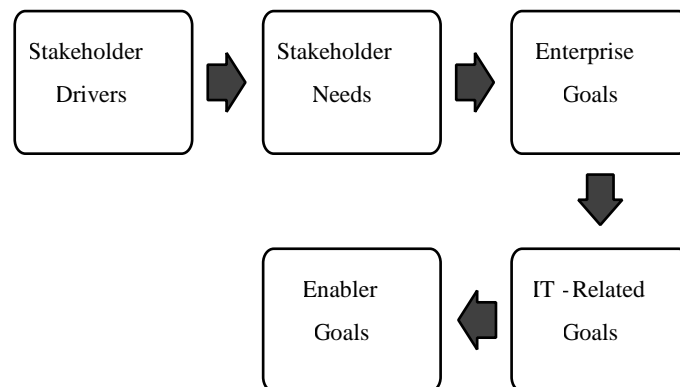 Stakeholder
Drivers
Stakeholder
Needs
Enterprise
Goals
Enabler
Goals
IT -Related
Goals